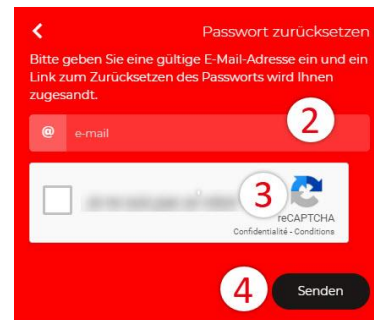 Passwort zurücksetzen
Bitte geben Sie eine gültige E-Mail-Adresse ein und ein
Link zum Zurücksetzen des Passworts wird Ihnen
zugesandt.
@ e-mail
2
3
reCAPTCHA
Confidentialité - Conditions
4
Senden